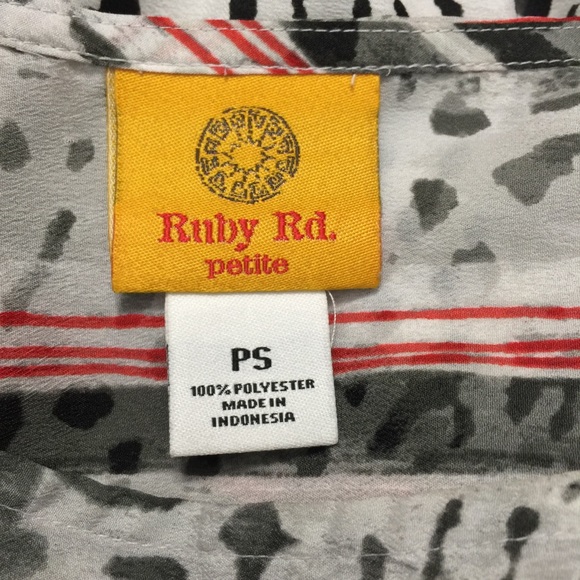 Ruby Rd.
petite
PS
100% POLYESTER
MADE IN
INDONESIA